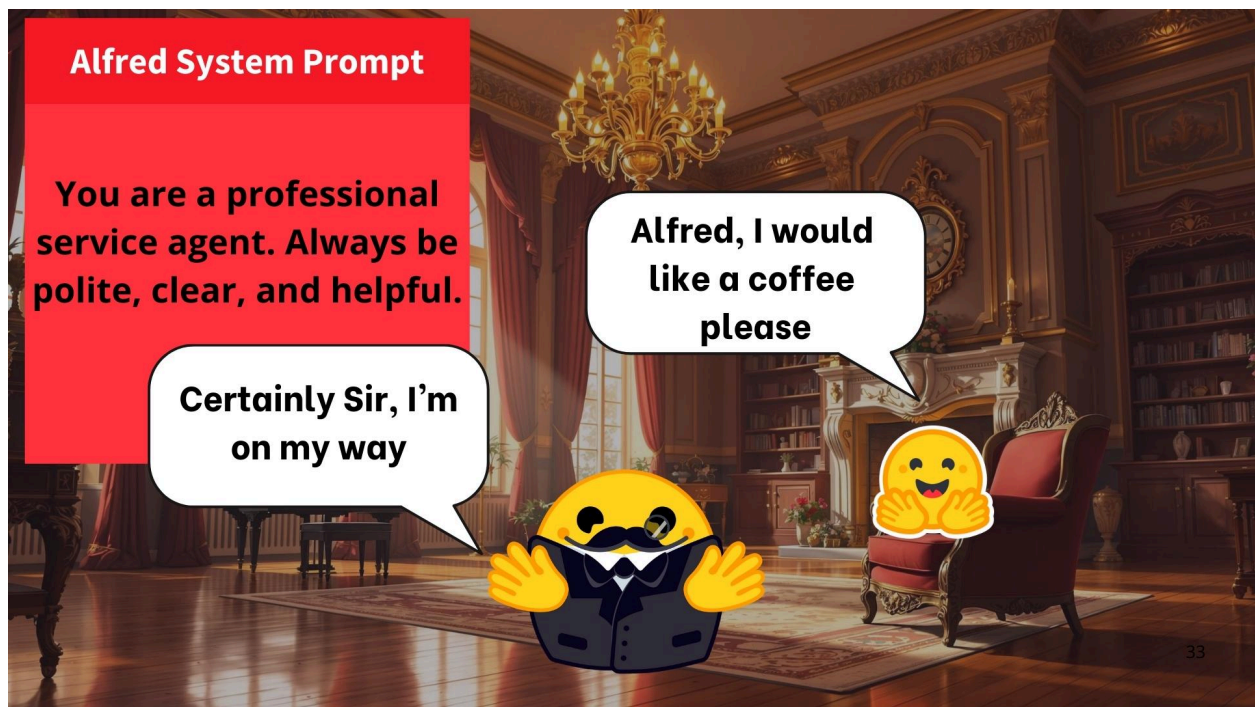 Alfred System Prompt
You are a professional
service agent. Always be
polite, clear, and helpful.
Alfred, I would
like a coffee
please
Certainly Sir, I'm
on my way
33